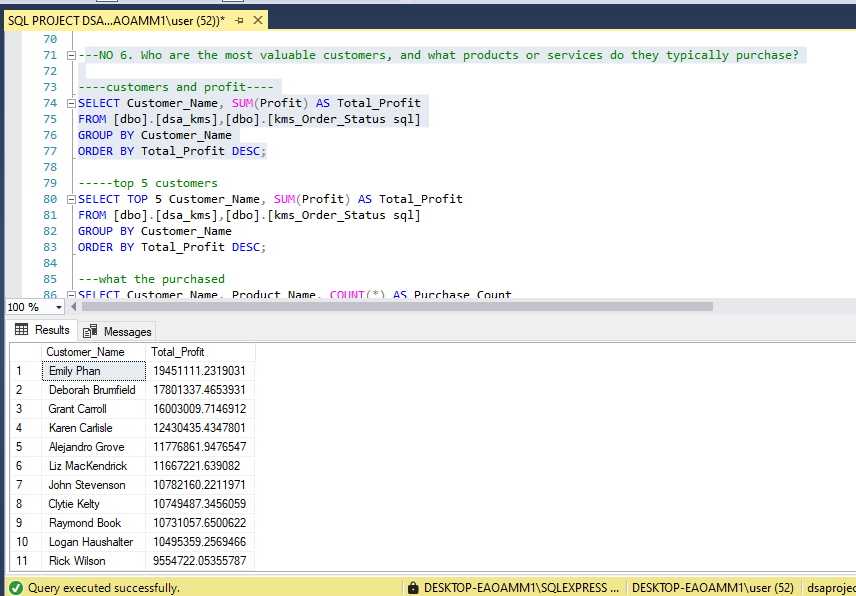 SQL PROJECT DSA...AOAMM1\user (52))*
70
71 ---NO 6. Who are the most valuable customers, and what products or services do they typically purchase?
72
73 ----customers and profit----
74 SELECT Customer_Name, SUM(Profit) AS Total_Profit
75 FROM [dbo].[dsa_kms],[dbo].[kms_Order_Status sql]
76 GROUP BY Customer_Name
77 ORDER BY Total_Profit DESC;
78
79 -----top 5 customers
80 SELECT TOP 5 Customer_Name, SUM(Profit) AS Total_Profit
81 FROM [dbo].[dsa_kms],[dbo].[kms_Order_Status sql]
82 GROUP BY Customer_Name
83 ORDER BY Total_Profit DESC;
84
85 ---what the purchased
86 SELECT Customer_Name, Product_Name, COUNT(*) AS Purchase_Count
100 %
Results Messages
Customer_Name Total_Profit
1 Emily Phan 19451111.2319031
2 Deborah Brumfield 17801337.4653931
3 Grant Carroll 16003009.7146912
4 Karen Carlisle 12430435.4347801
5 Alejandro Grove 11776861.9476547
6 Liz MacKendrick 11667221.639082
7 John Stevenson 10782160.2211971
8 Clytie Kelty 10749487.3456059
9 Raymond Book 10731057.6500622
10 Logan Haushalter 10495359.2569466
11 Rick Wilson 9554722.05355787
Query executed successfully. DESKTOP-EAOAMM1\SQLEXPRESS ... DESKTOP-EAOAMM1\user (52) dsaprojec